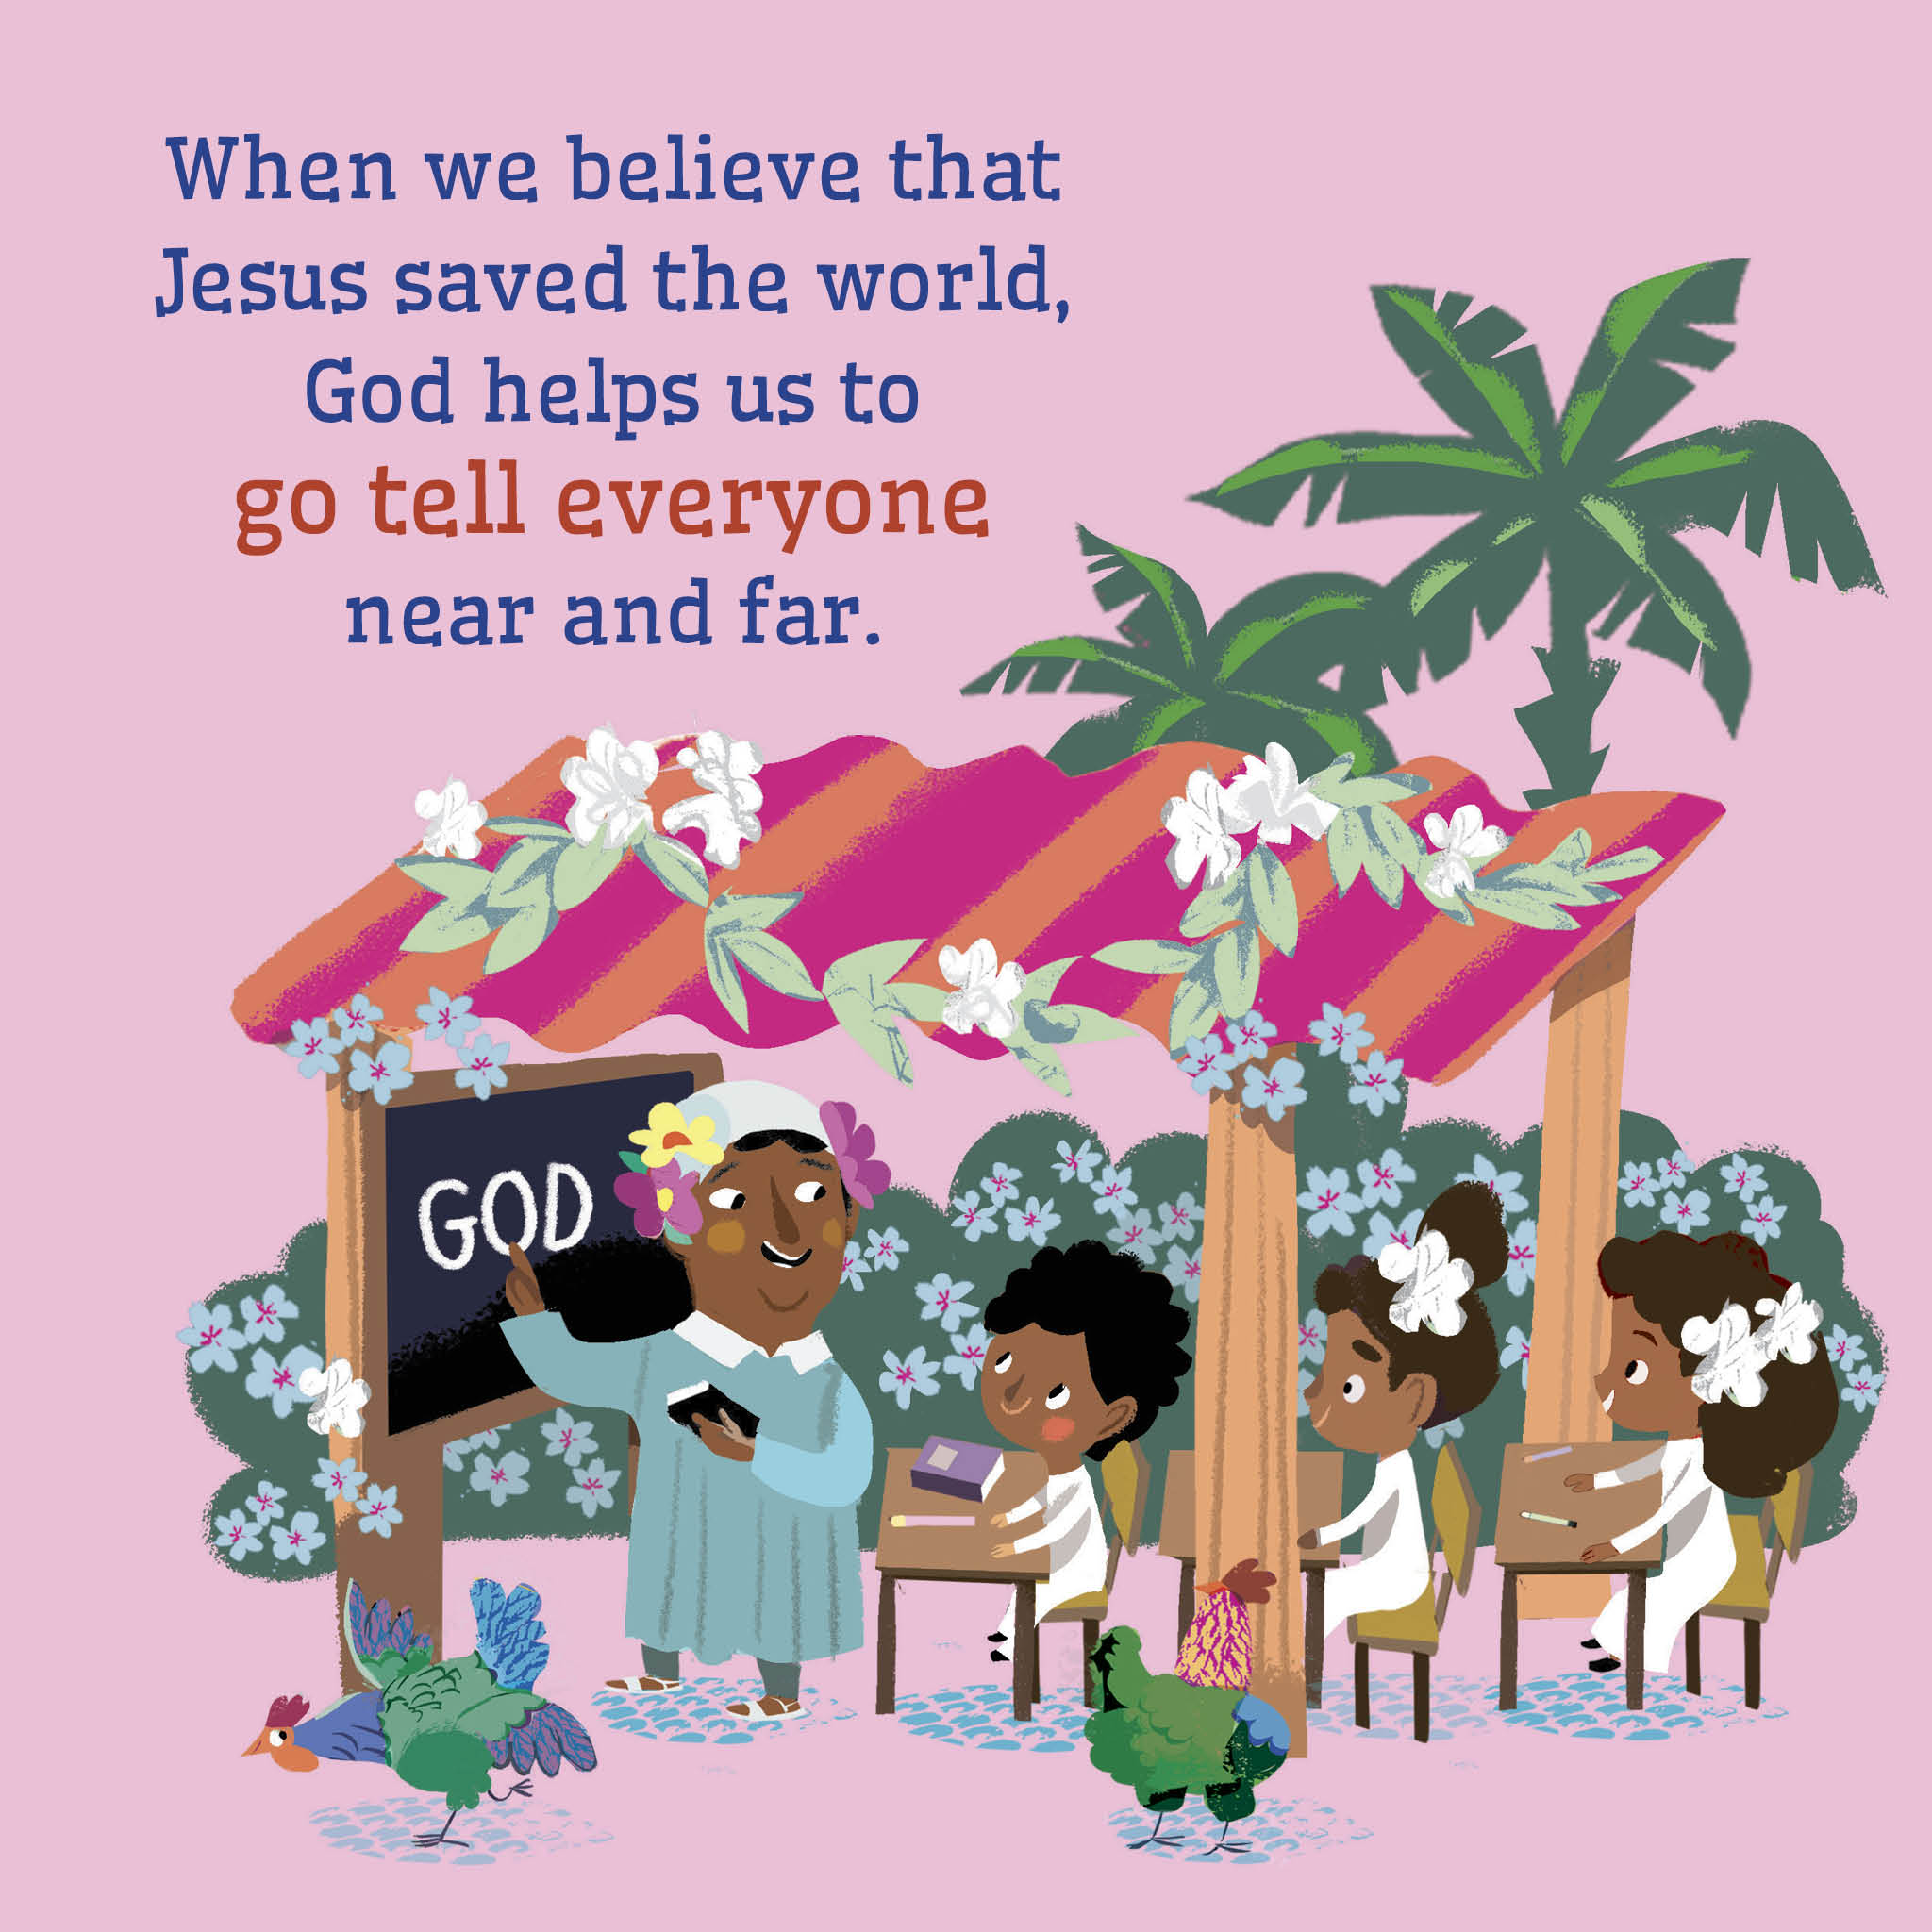 When we believe that
Jesus saved the world,
God helps us to
go tell everyone
near and far.
GOD